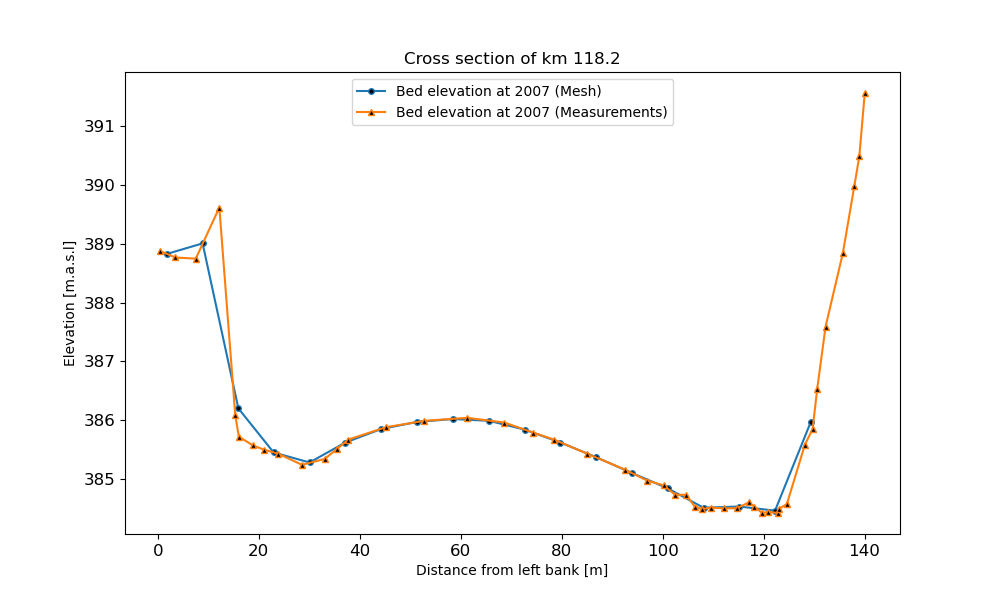 Cross section of km 118.2
Bed elevation at 2007 (Mesh)
Bed elevation at 2007 (Measurements)
Elevation [m.a.s.l]
391
390
389
388
387
386
385
0 20 40 60 80 100 120 140
Distance from left bank [m]